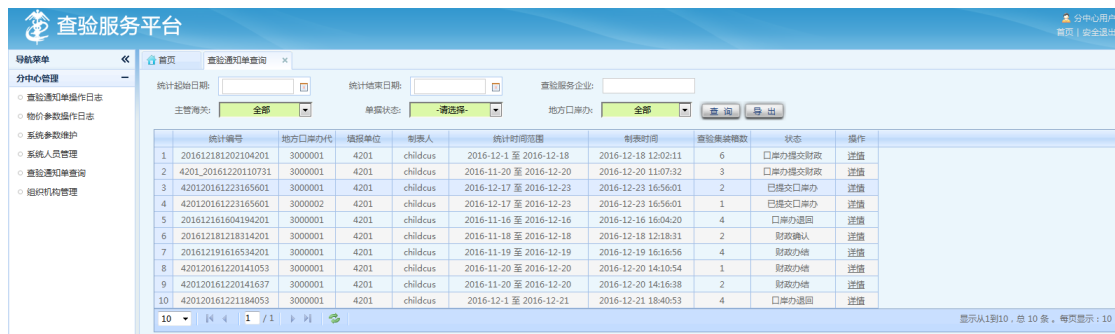 查验服务平台
分中心用户
首页 | 安全退出
导航菜单
首页 查验通知单查询
分中心管理
查验通知单操作日志
物价参数操作日志
系统参数维护
系统人员管理
查验通知单查询
组织机构管理
统计起始日期: 统计结束日期: 查验服务企业:
主管海关: 全部 单据状态: -请选择- 地方口岸办: 全部 查 询 导 出
统计编号 地方口岸办代 填报单位 制表人 统计时间范围 制表时间 查验集装箱数 状态 操作
1 201612181202104201 3000001 4201 childcus 2016-12-1 至 2016-12-18 2016-12-18 12:02:11 6 口岸办提交财政 详情
2 4201_20161220110731 3000001 4201 childcus 2016-11-20 至 2016-12-20 2016-12-20 11:07:32 3 口岸办提交财政 详情
3 420120161223165601 3000001 4201 childcus 2016-12-17 至 2016-12-23 2016-12-23 16:56:01 2 已提交口岸办 详情
4 420120161223165601 3000002 4201 childcus 2016-12-17 至 2016-12-23 2016-12-23 16:56:01 1 已提交口岸办 详情
5 201612161604194201 3000001 4201 childcus 2016-11-16 至 2016-12-16 2016-12-16 16:04:20 4 口岸办退回 详情
6 201612181218314201 3000001 4201 childcus 2016-11-18 至 2016-12-18 2016-12-18 12:18:31 2 财政确认 详情
7 201612191616534201 3000001 4201 childcus 2016-11-19 至 2016-12-19 2016-12-19 16:16:56 4 财政办结 详情
8 420120161220141053 3000001 4201 childcus 2016-11-20 至 2016-12-20 2016-12-20 14:10:54 1 财政办结 详情
9 420120161220141637 3000001 4201 childcus 2016-11-20 至 2016-12-20 2016-12-20 14:16:38 2 财政办结 详情
10 420120161221184053 3000001 4201 childcus 2016-12-1 至 2016-12-21 2016-12-21 18:40:53 4 口岸办退回 详情
10 1 / 1 显示从1到10，总 10 条 。每页显示：10